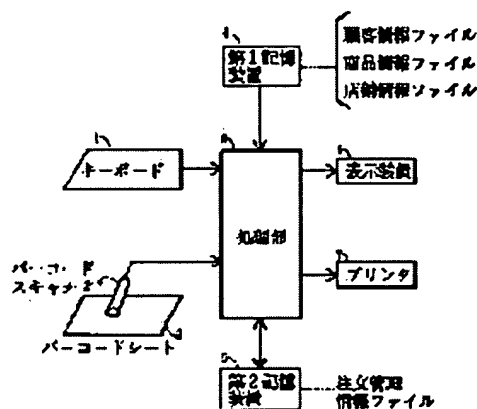 第1記憶
装置
顧客情報ファイル
商品情報ファイル
店舗情報ファイル
キーボード
処理部
表示装置
バーコード
スキャナ
プリンタ
バーコードシート
第2記憶
装置
注文管理
情報ファイル